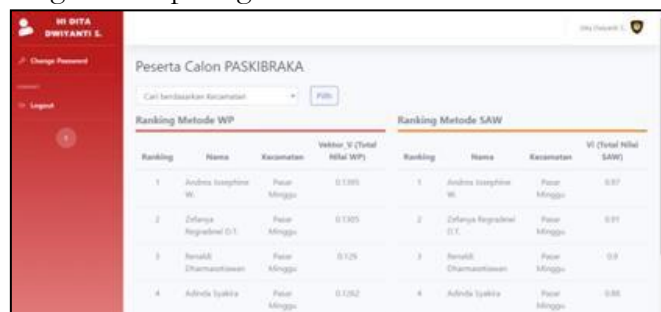 HI DITA
DWIYANTI S.
Change Password
Logout
Peserta Calon PASKIBRAKA
Cari berdasarkan Kecamatan
Pilih
Ranking Metode WP
Ranking Metode SAW
Ranking Nama Kecamatan Vektor_V (Total Nilai WP)
Ranking Nama Kecamatan Vi (Total Nilai SAW)
1 Andrea Josephine W. Pasar Minggu 0.1395
1 Andrea Josephine W. Pasar Minggu 0.97
2 Zefanya Regradewi D.T. Pasar Minggu 0.1305
2 Zefanya Regradewi D.T. Pasar Minggu 0.91
3 Renaldi Pasar Minggu 0.129
3 Renaldi Pasar Minggu 0.9
4 Adinda Syakira Pasar Minggu 0.1262
4 Adinda Syakira Pasar Minggu 0.88